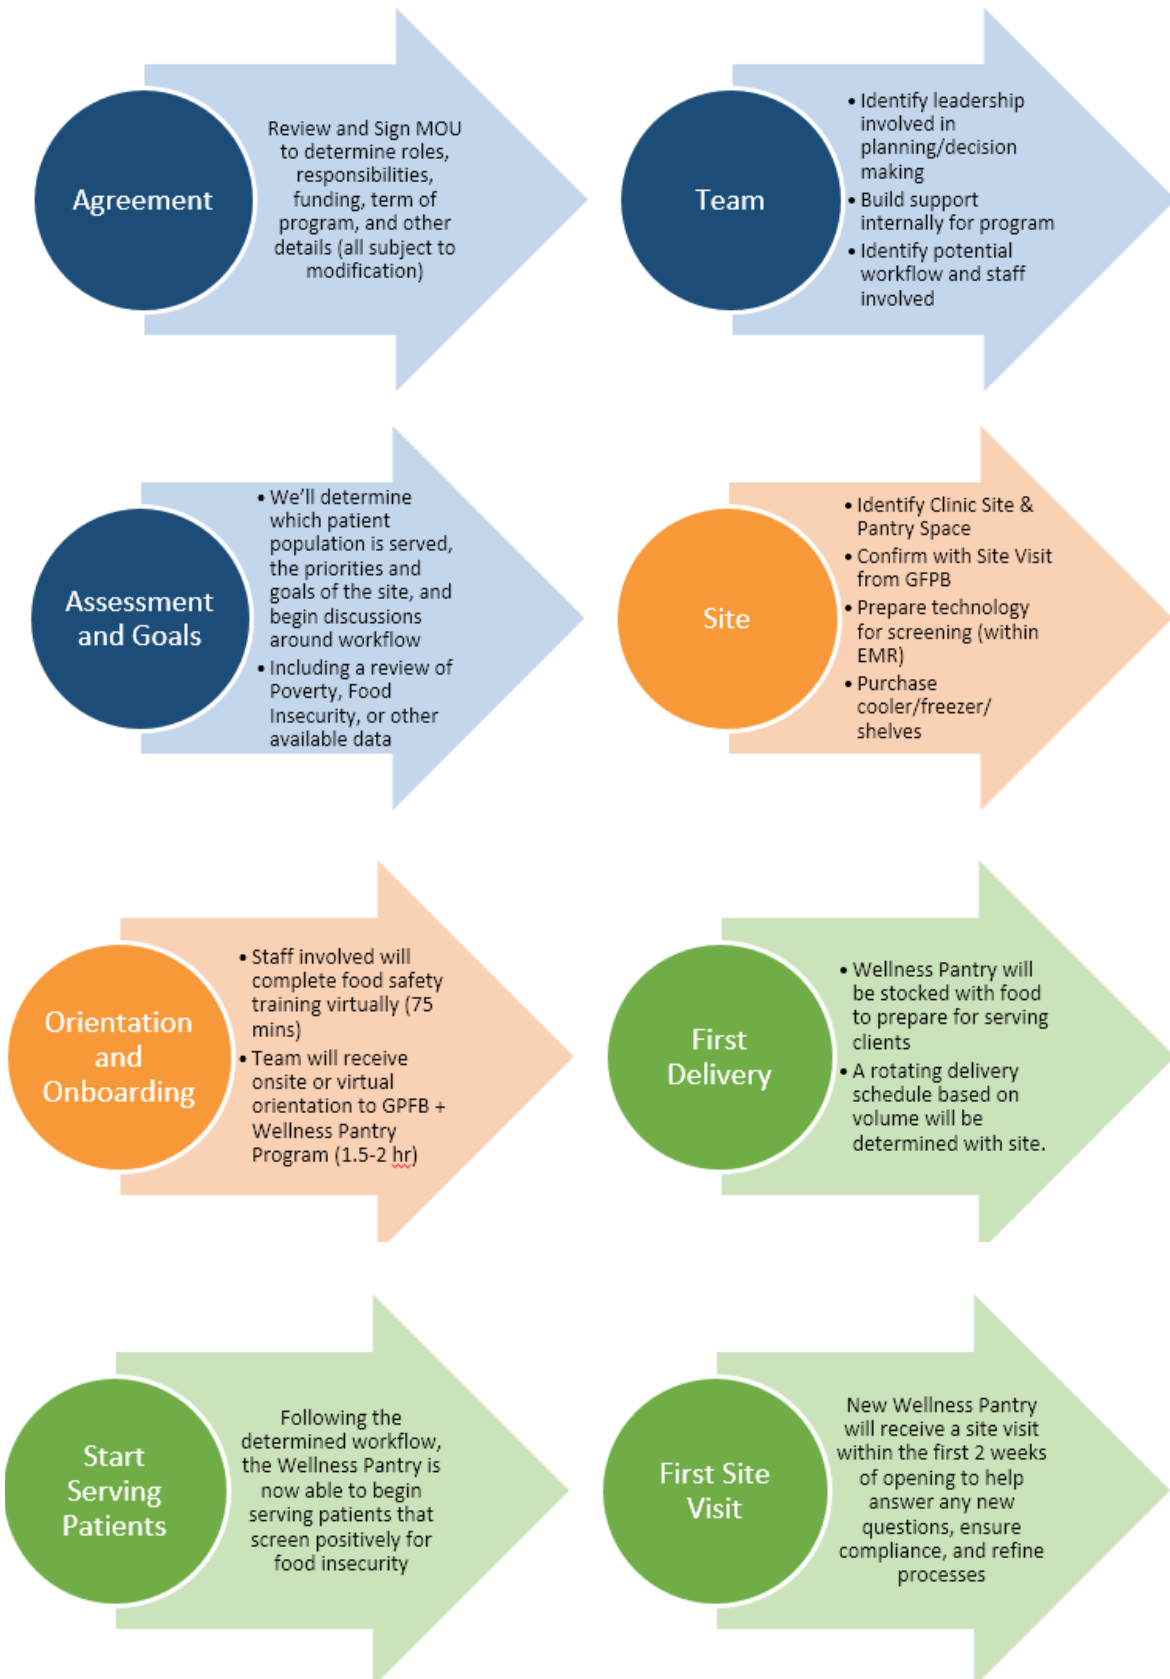 Agreement
Review and Sign MOU
to determine roles,
responsibilities,
funding, term of
program, and other
details (all subject to
modification)
Team
• Identify leadership
involved in
planning/decision
making
• Build support
internally for program
• Identify potential
workflow and staff
involved
Assessment
and Goals
• We'll determine
which patient
population is served,
the priorities and
goals of the site, and
begin discussions
around workflow
• Including a review of
Poverty, Food
Insecurity, or other
available data
Site
• Identify Clinic Site &
Pantry Space
• Confirm with Site Visit
from GFPB
• Prepare technology
for screening (within
EMR)
• Purchase
cooler/freezer/
shelves
Orientation
and
Onboarding
• Staff involved will
complete food safety
training virtually (75
mins)
• Team will receive
onsite or virtual
orientation to GPFB +
Wellness Pantry
Program (1.5-2 hr)
First
Delivery
• Wellness Pantry will
be stocked with food
to prepare for serving
clients
• A rotating delivery
schedule based on
volume will be
determined with site.
Start
Serving
Patients
Following the
determined workflow,
the Wellness Pantry is
now able to begin
serving patients that
screen positively for
food insecurity
First Site
Visit
New Wellness Pantry
will receive a site visit
within the first 2 weeks
of opening to help
answer any new
questions, ensure
compliance, and refine
processes